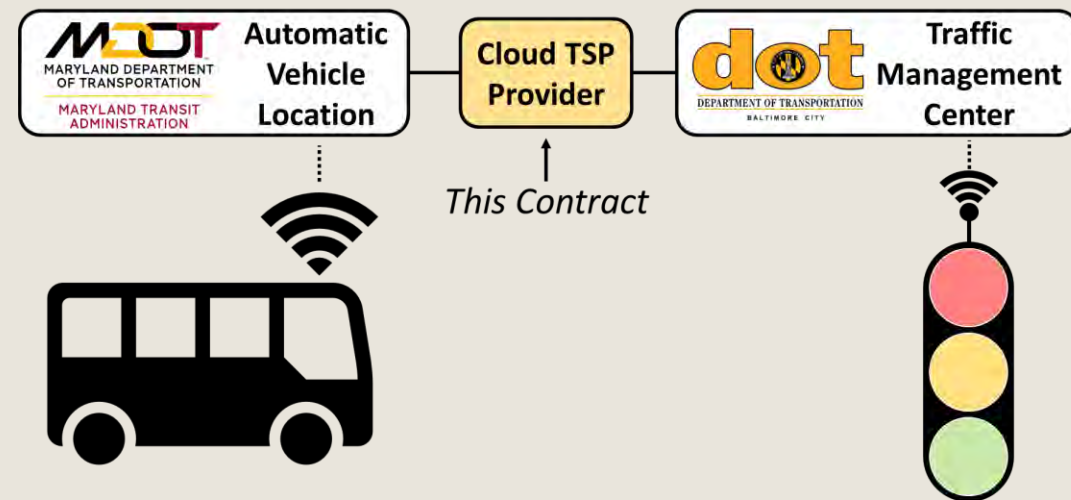 MDOT
MARYLAND DEPARTMENT
OF TRANSPORTATION
MARYLAND TRANSIT
ADMINISTRATION
Automatic
Vehicle
Location
Cloud TSP
Provider
This Contract
dot
DEPARTMENT OF TRANSPORTATION
BALTIMORE CITY
Traffic
Management
Center